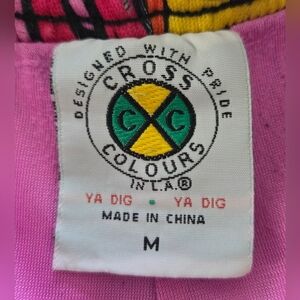 DESIGNED WITH PRIDE
CROSS
C C
COLOURS
IN L.A.®
YA DIG • YA DIG
MADE IN CHINA
M